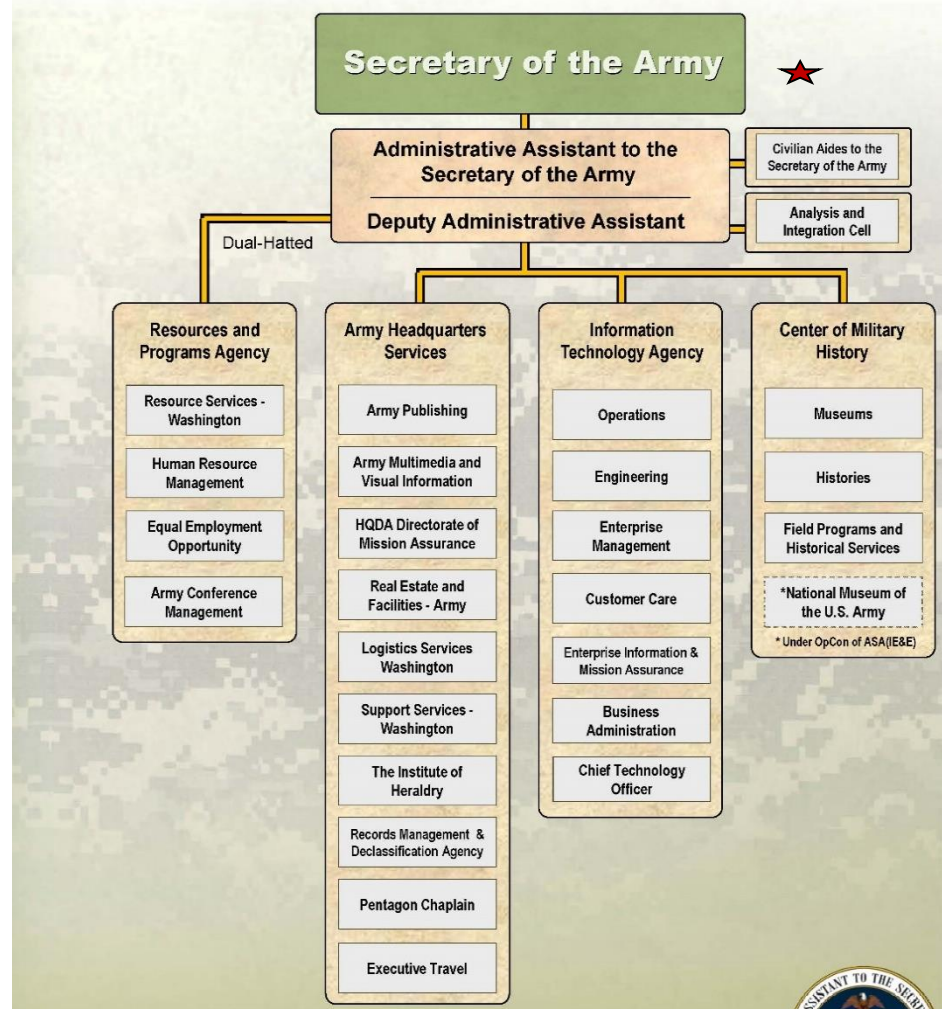 Secretary of the Army
Administrative Assistant to the
Secretary of the Army
Deputy Administrative Assistant
Civilian Aides to the
Secretary of the Army
Analysis and
Integration Cell
Dual-Hatted
Resources and
Programs Agency
Resource Services -
Washington
Human Resource
Management
Equal Employment
Opportunity
Army Conference
Management
Army Headquarters
Services
Army Publishing
Army Multimedia and
Visual Information
HQDA Directorate of
Mission Assurance
Real Estate and
Facilities - Army
Logistics Services
Washington
Support Services -
Washington
The Institute of
Heraldry
Records Management &
Declassification Agency
Pentagon Chaplain
Executive Travel
Information
Technology Agency
Operations
Engineering
Enterprise
Management
Customer Care
Enterprise Information &
Mission Assurance
Business
Administration
Chief Technology
Officer
Center of Military
History
Museums
Histories
Field Programs and
Historical Services
*National Museum of
the U.S. Army
* Under OpCon of ASA(IE&E)
TO THE